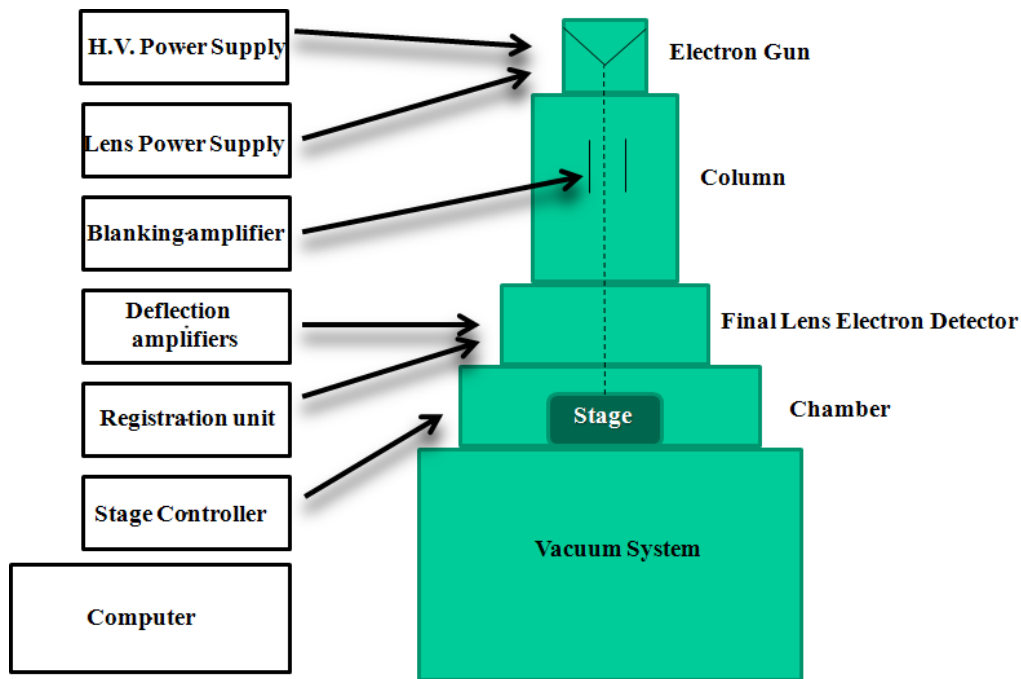 H.V. Power Supply
Electron Gun
Lens Power Supply
Column
Blanking-amplifier
Deflection
amplifiers
Final Lens Electron Detector
Registration unit
Chamber
Stage
Stage Controller
Vacuum System
Computer